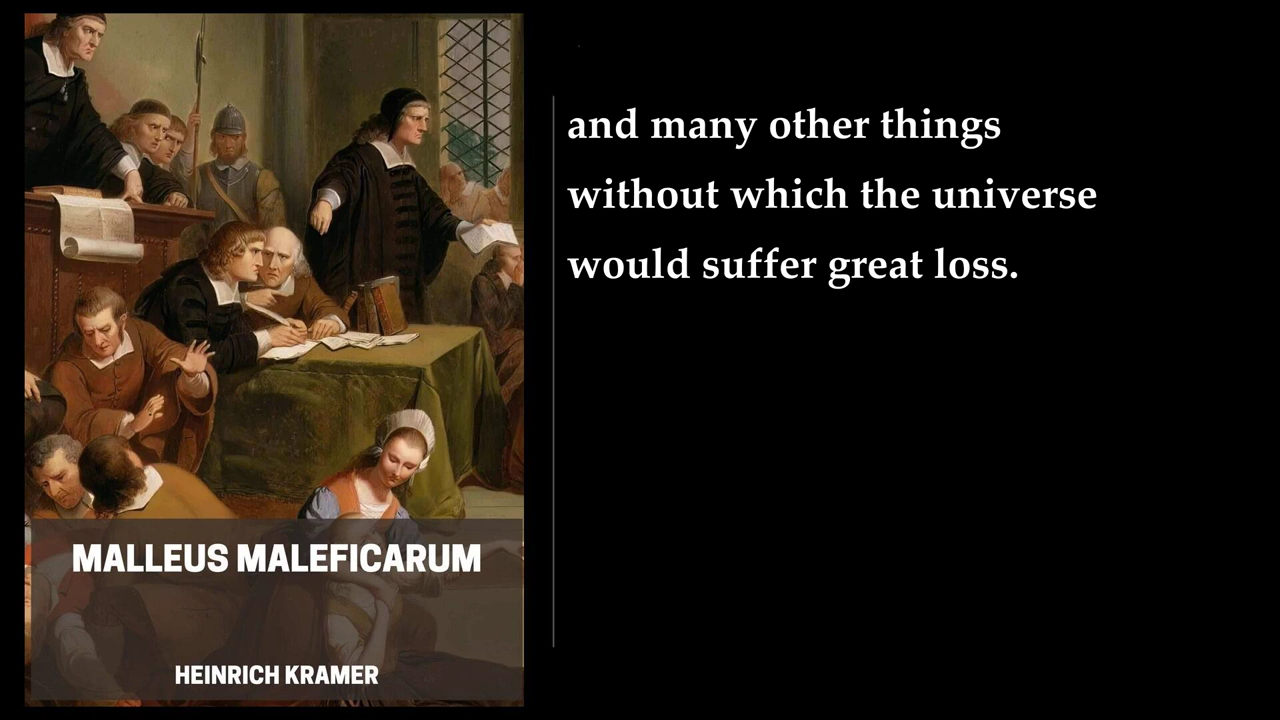 and many other things
without which the universe
would suffer great loss.
MALLEUS MALEFICARUM
HEINRICH KRAMER